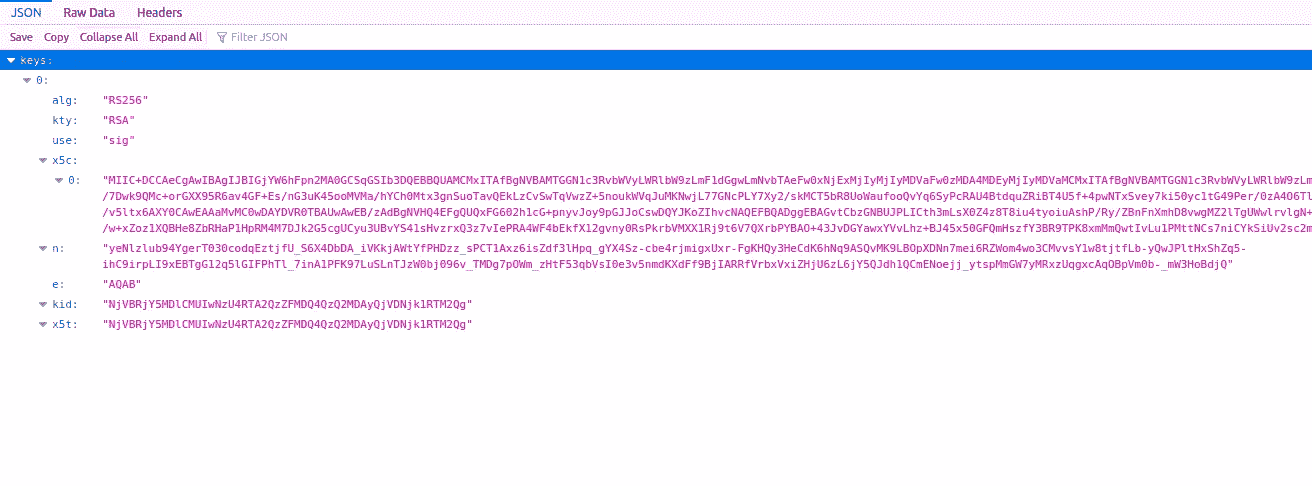 JSON Raw Data Headers
Save Copy Collapse All Expand All Filter JSON
keys:
0:
alg: "RS256"
kty: "RSA"
use: "sig"
x5c:
0: "MIIC+DCCAeCgAwIBAgIJBIGjYW6hFpn2MA0GCSqGSIb3DQEBBQUAMCMxITAfBgNVBAMTGGN1c3RvbWVyLWRlbW9zLmF1dGgwLmNvbTAeFw0xNjExMjIyMjIyMDVaFw0zMDA4MDEyMjIyMDVaMCMxITAfBgNVBAMTGGN1c3RvbWVyLWRlbW9zLm
/7Dwk9QMc+orGXX95R6av4GF+Es/nG3uK45ooMVMa/hYCh0Mtx3gnSuoTavQEkLzCvSwTqVwzZ+5noukWVqJuMKNwjL77GNcPLY7Xy2/skMCT5bR8UoWaufooQvYq6SyPcRAU4BtdquZRiBT4U5f+4pwNTxSvey7ki50yc1tG49Per/0zA4O6Tl
/v5ltx6AXY0CAwEAAaMvMC0wDAYDVR0TBAUwAwEB/zAdBgNVHQ4EFgQUQxFG602h1cG+pnyvJoy9pGJJoCswDQYJKoZIhvcNAQEFBQADggEBAGvtCbzGNBUJPLICth3mLsX0Z4z8T8iu4tyoiuAshP/Ry/ZBnFnXmhD8vwgMZ2lTgUWwlrvlgN+
/w+xZoz1XQBHe8ZbRHaP1HpRM4M7DJk2G5cgUCyu3UBvYS41sHvzrxQ3z7vIePRA4WF4bEkfX12gvny0RsPkrbVMXX1Rj9t6V7QXrbPYBAO+43JvDGYawxYVvLhz+BJ45x50GFQmHszfY3BR9TPK8xmMmQwtIvLu1PMttNCs7niCYkSiUv2sc2m
n: "yeNlzlub94YgerT030codqEztjfU_S6X4DbDA_iVKkjAWtYfPHDzz_sPCT1Axz6isZdf3lHpq_gYX4Sz-cbe4rjmigxUxr-FgKHQy3HeCdK6hNq9ASQvMK9LBOpXDNn7mei6RZWom4wo3CMvvsY1w8tjtfLb-yQwJPltHxShZq5-
ihC9irpLI9xEBTgG12q5lGIFPhTl_7inA1PFK97LuSLnTJzW0bj096v_TMDg7pOWm_zHtF53qbVsI0e3v5nmdKXdFf9BjIARRfVrbxVxiZHjU6zL6jY5QJdh1QCmENoejj_ytspMmGW7yMRxzUqgxcAqOBpVm0b-_mW3HoBdjQ"
e: "AQAB"
kid: "NjVBRjY5MDlCMUIwNzU4RTA2QzZFMDQ4QzQ2MDAyQjVDNjk1RTM2Qg"
x5t: "NjVBRjY5MDlCMUIwNzU4RTA2QzZFMDQ4QzQ2MDAyQjVDNjk1RTM2Qg"